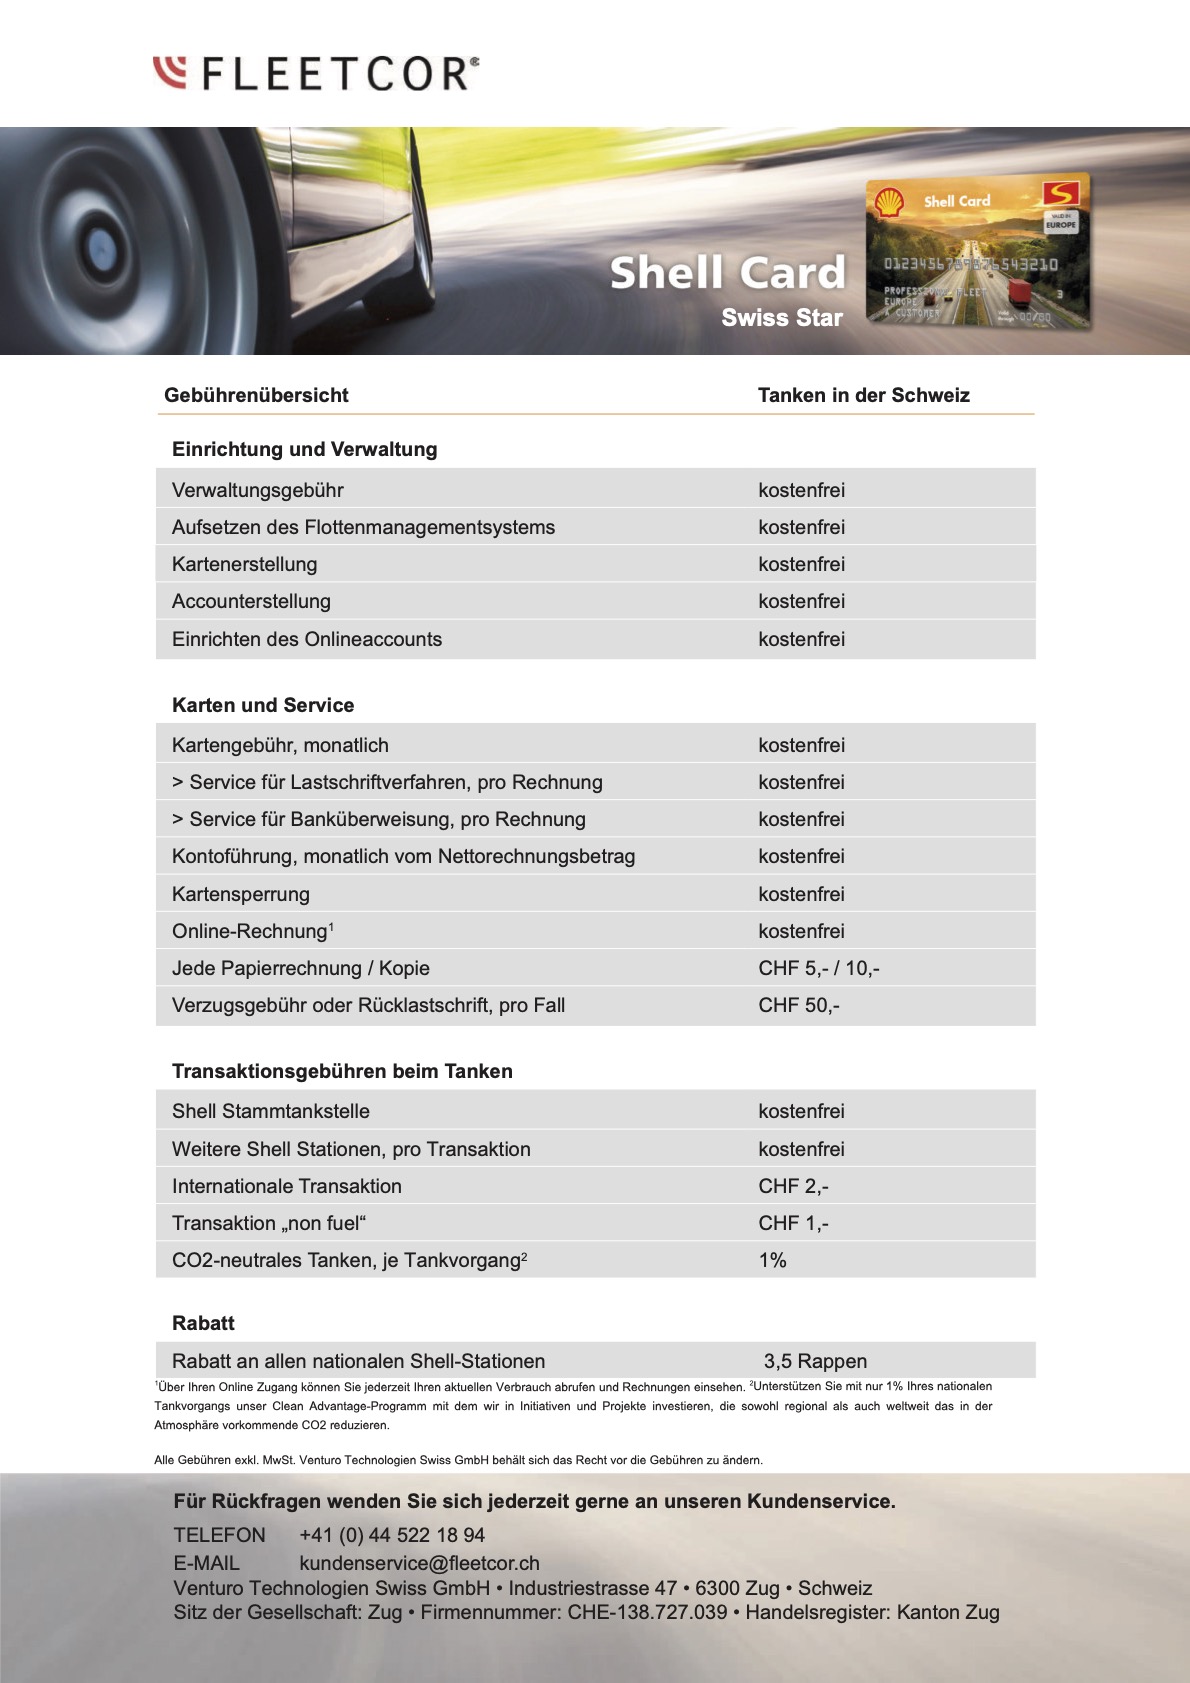 FLEETCOR
Shell Card
VALID IN
EUROPE
0123456789876543210
PROFESSIONAL FLEET
EUROPE
3
A CUSTOMER
00/00
Shell Card
Swiss Star
Gebührenübersicht Tanken in der Schweiz
Einrichtung und Verwaltung
Verwaltungsgebühr kostenfrei
Aufsetzen des Flottenmanagementsystems kostenfrei
Kartenerstellung kostenfrei
Accounterstellung kostenfrei
Einrichten des Onlineaccounts kostenfrei
Karten und Service
Kartengebühr, monatlich kostenfrei
> Service für Lastschriftverfahren, pro Rechnung kostenfrei
> Service für Banküberweisung, pro Rechnung kostenfrei
Kontoführung, monatlich vom Nettorechnungsbetrag kostenfrei
Kartensperrung kostenfrei
Online-Rechnung¹ kostenfrei
Jede Papierrechnung / Kopie CHF 5,- / 10,-
Verzugsgebühr oder Rücklastschrift, pro Fall CHF 50,-
Transaktionsgebühren beim Tanken
Shell Stammtankstelle kostenfrei
Weitere Shell Stationen, pro Transaktion kostenfrei
Internationale Transaktion CHF 2,-
Transaktion „non fuel“ CHF 1,-
CO2-neutrales Tanken, je Tankvorgang² 1%
Rabatt
Rabatt an allen nationalen Shell-Stationen 3,5 Rappen
¹Über Ihren Online Zugang können Sie jederzeit Ihren aktuellen Verbrauch abrufen und Rechnungen einsehen. ²Unterstützen Sie mit nur 1% Ihres nationalen
Tankvorgangs unser Clean Advantage-Programm mit dem wir in Initiativen und Projekte investieren, die sowohl regional als auch weltweit das in der
Atmosphäre vorkommende CO2 reduzieren.
Alle Gebühren exkl. MwSt. Venturo Technologien Swiss GmbH behält sich das Recht vor die Gebühren zu ändern.
Für Rückfragen wenden Sie sich jederzeit gerne an unseren Kundenservice.
TELEFON +41 (0) 44 522 18 94
E-MAIL kundenservice@fleetcor.ch
Venturo Technologien Swiss GmbH • Industriestrasse 47 • 6300 Zug • Schweiz
Sitz der Gesellschaft: Zug • Firmennummer: CHE-138.727.039 • Handelsregister: Kanton Zug